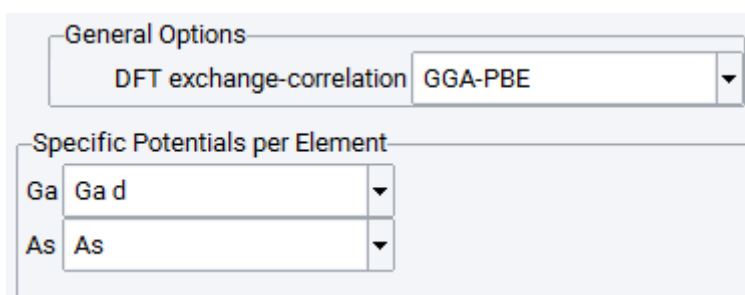 General Options
DFT exchange-correlation GGA-PBE
Specific Potentials per Element
Ga Ga d
As As